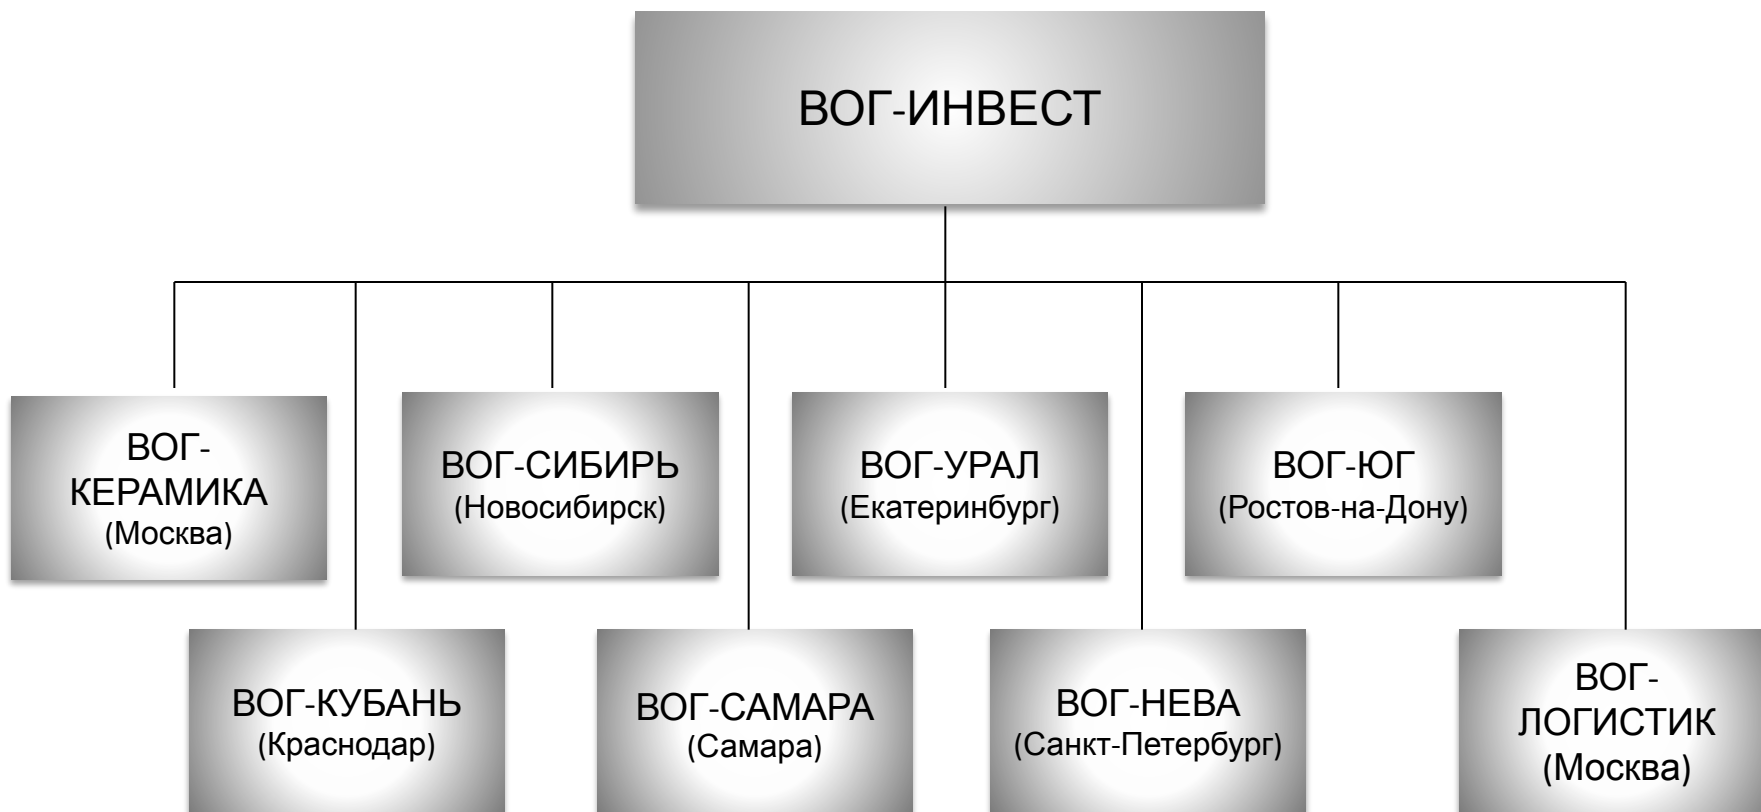 ВОГ-ИНВЕСТ
ВОГ-
КЕРАМИКА
(Москва)
ВОГ-СИБИРЬ
(Новосибирск)
ВОГ-УРАЛ
(Екатеринбург)
ВОГ-ЮГ
(Ростов-на-Дону)
ВОГ-КУБАНЬ
(Краснодар)
ВОГ-САМАРА
(Самара)
ВОГ-НЕВА
(Санкт-Петербург)
ВОГ-
ЛОГИСТИК
(Москва)